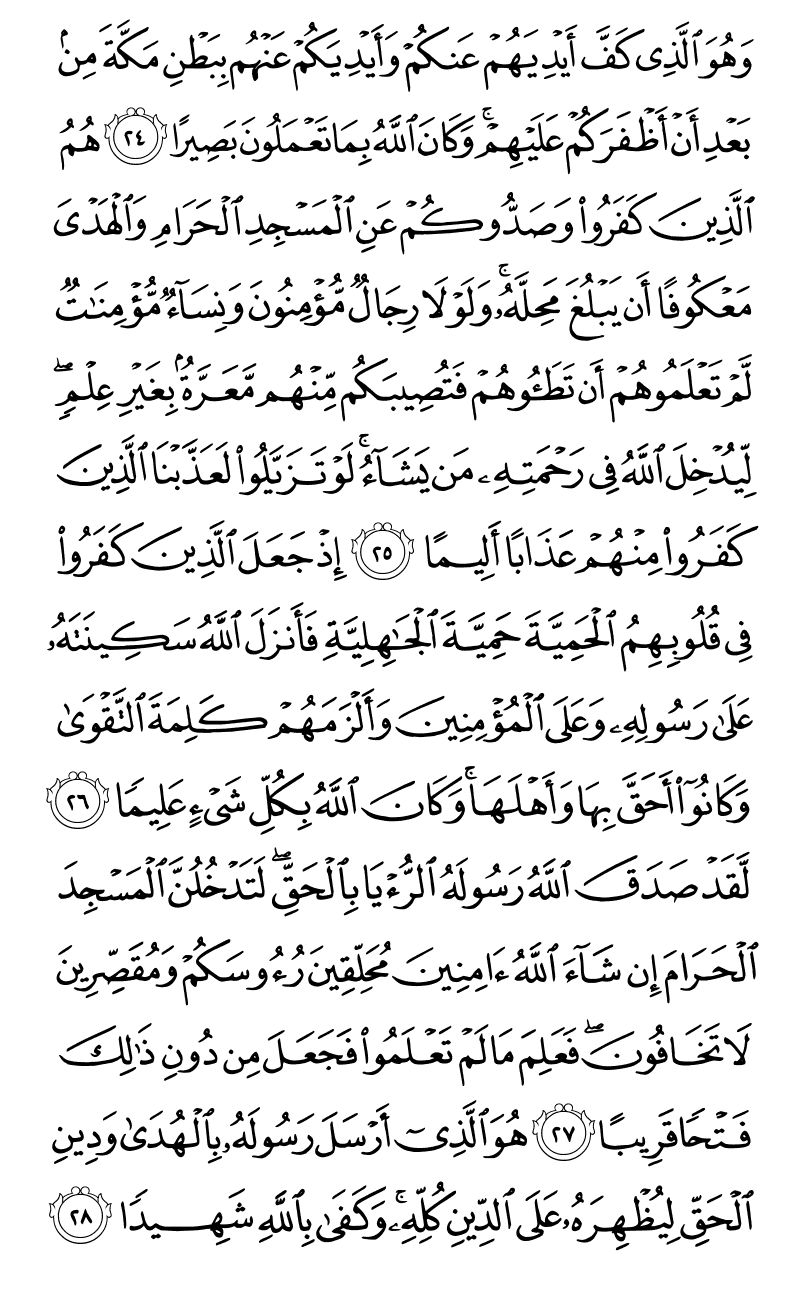 وَهُوَ ٱلَّذِى كَفَّ أَيْدِيَهُمْ عَنكُمْ وَأَيْدِيَكُمْ عَنْهُم بِبَطْنِ مَكَّةَ مِنۢ
بَعْدِ أَنْ أَظْفَرَكُمْ عَلَيْهِمْ ۚ وَكَانَ ٱللَّهُ بِمَا تَعْمَلُونَ بَصِيرًا ٢٤ هُمُ
ٱلَّذِينَ كَفَرُوا۟ وَصَدُّوكُمْ عَنِ ٱلْمَسْجِدِ ٱلْحَرَامِ وَٱلْهَدْىَ
مَعْكُوفًا أَن يَبْلُغَ مَحِلَّهُۥ ۚ وَلَوْلَا رِجَالٌ مُّؤْمِنُونَ وَنِسَآءٌ مُّؤْمِنَـٰتٌ
لَّمْ تَعْلَمُوهُمْ أَن تَطَـُٔوهُمْ فَتُصِيبَكُم مِّنْهُم مَّعَرَّةٌۢ بِغَيْرِ عِلْمٍ ۖ
لِّيُدْخِلَ ٱللَّهُ فِى رَحْمَتِهِۦ مَن يَشَآءُ ۚ لَوْ تَزَيَّلُوا۟ لَعَذَّبْنَا ٱلَّذِينَ
كَفَرُوا۟ مِنْهُمْ عَذَابًا أَلِيمًا ٢٥ إِذْ جَعَلَ ٱلَّذِينَ كَفَرُوا۟
فِى قُلُوبِهِمُ ٱلْحَمِيَّةَ حَمِيَّةَ ٱلْجَـٰهِلِيَّةِ فَأَنزَلَ ٱللَّهُ سَكِينَتَهُۥ
عَلَىٰ رَسُولِهِۦ وَعَلَى ٱلْمُؤْمِنِينَ وَأَلْزَمَهُمْ كَلِمَةَ ٱلتَّقْوَىٰ
وَكَانُوٓا۟ أَحَقَّ بِهَا وَأَهْلَهَا ۚ وَكَانَ ٱللَّهُ بِكُلِّ شَىْءٍ عَلِيمًا ٢٦
لَّقَدْ صَدَقَ ٱللَّهُ رَسُولَهُ ٱلرُّءْيَا بِٱلْحَقِّ ۖ لَتَدْخُلُنَّ ٱلْمَسْجِدَ
ٱلْحَرَامَ إِن شَآءَ ٱللَّهُ ءَامِنِينَ مُحَلِّقِينَ رُءُوسَكُمْ وَمُقَصِّرِينَ
لَا تَخَافُونَ ۖ فَعَلِمَ مَا لَمْ تَعْلَمُوا۟ فَجَعَلَ مِن دُونِ ذَٰلِكَ
فَتْحًا قَرِيبًا ٢٧ هُوَ ٱلَّذِىٓ أَرْسَلَ رَسُولَهُۥ بِٱلْهُدَىٰ وَدِينِ
ٱلْحَقِّ لِيُظْهِرَهُۥ عَلَى ٱلدِّينِ كُلِّهِۦ ۚ وَكَفَىٰ بِٱللَّهِ شَهِيدًا ٢٨